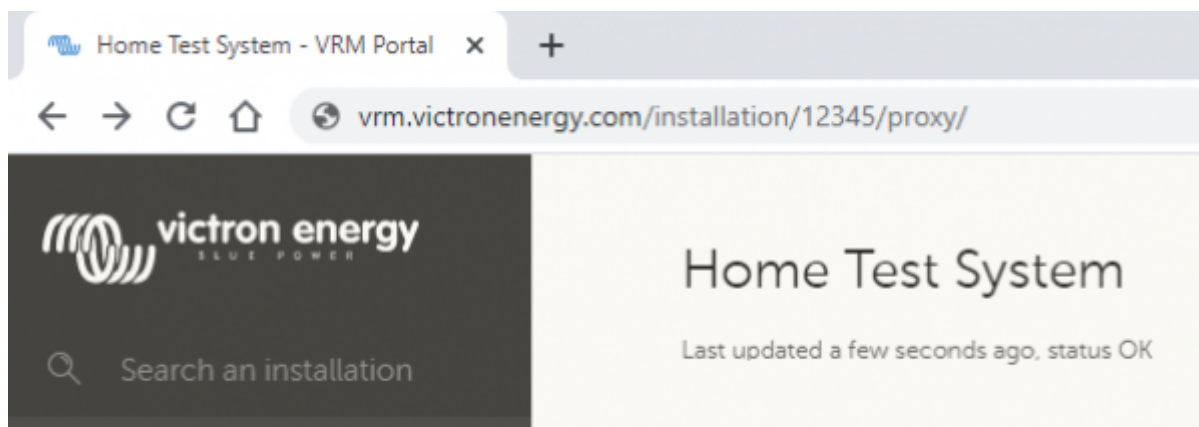 Home Test System - VRM Portal
vrm.victronenergy.com/installation/12345/proxy/
victron energy
BLUE POWER
Home Test System
Last updated a few seconds ago, status OK
Search an installation